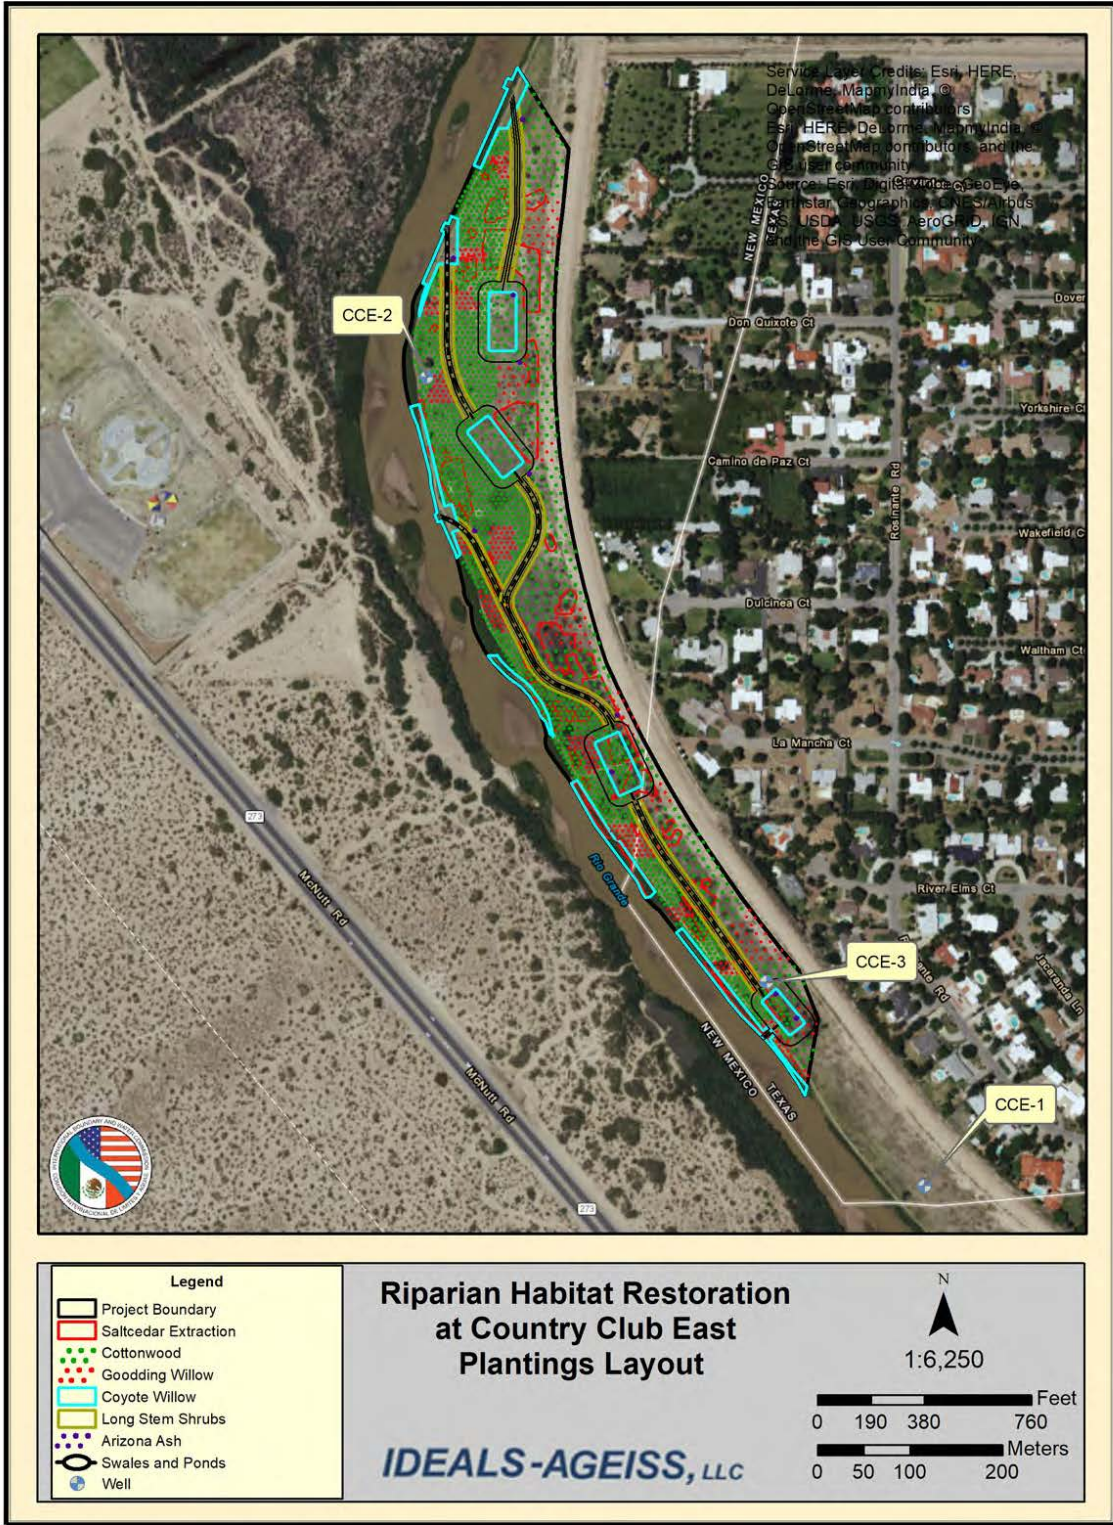 Service Layer Credits: Esri, HERE,
DeLorme, MapmyIndia, ©
OpenStreetMap contributors
Esri, HERE, DeLorme, MapmyIndia, ©
OpenStreetMap contributors, and the
GIS user community
Source: Esri, DigitalGlobe, GeoEye,
Earthstar Geographics, CNES/Airbus
DS, USDA, USGS, AeroGRID, IGN,
and the GIS User Community
NEW MEXICO
TEXAS
Dover
CCE-2
Don Quixote Ct
Yorkshire Ct
Camino de Paz Ct
Rosinante Rd
Wakefield C
Dulcinea Ct
Waltham Ct
La Mancha Ct
273
McNutt Rd
Rio Grande
River Elms Ct
CCE-3
Jacaranda Ln
NEW MEXICO
TEXAS
McNutt Rd
CCE-1
273
INTERNATIONAL BOUNDARY AND WATER COMMISSION
Legend
Project Boundary
Saltcedar Extraction
Cottonwood
Goodding Willow
Coyote Willow
Long Stem Shrubs
Arizona Ash
Swales and Ponds
Well
Riparian Habitat Restoration
at Country Club East
Plantings Layout
IDEALS-AGEISS, LLC
N
1:6,250
Feet
0 190 380 760
Meters
0 50 100 200